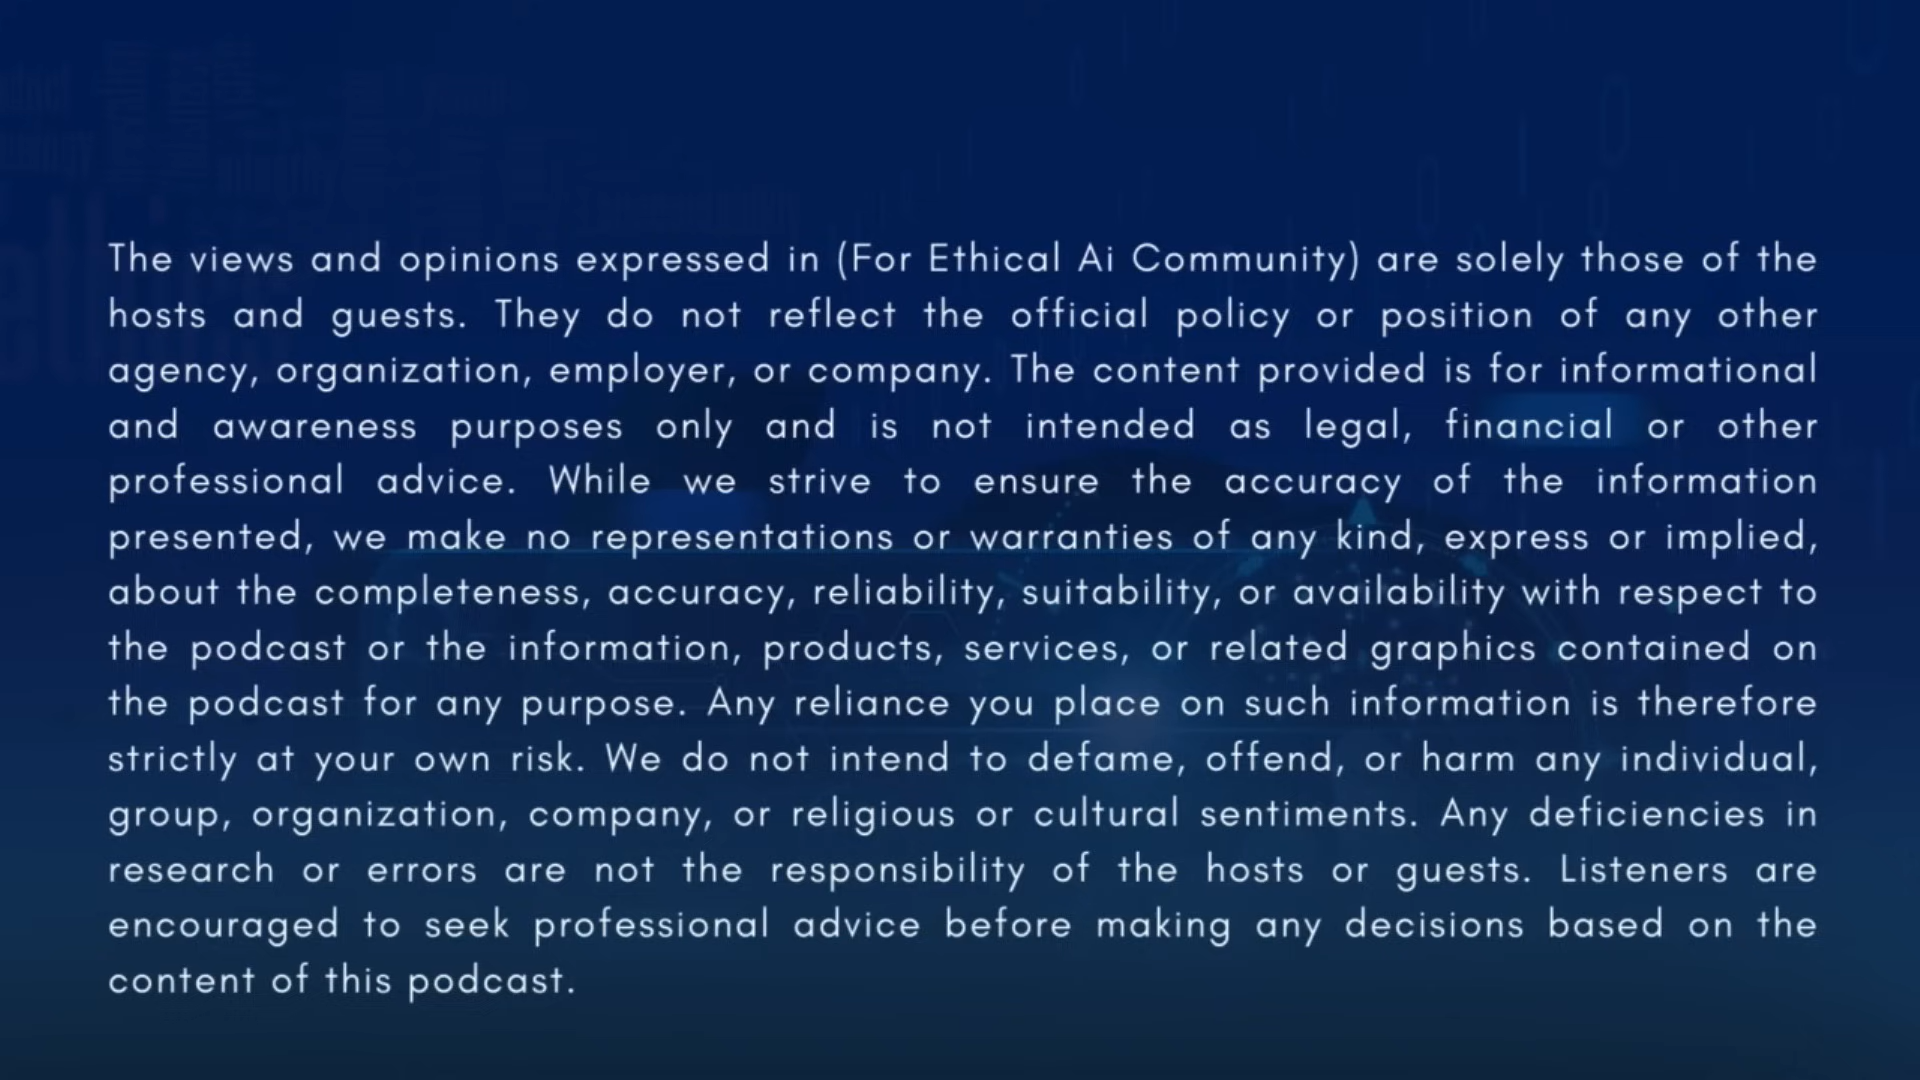 The views and opinions expressed in (For Ethical Ai Community) are solely those of the
hosts and guests. They do not reflect the official policy or position of any other
agency, organization, employer, or company. The content provided is for informational
and awareness purposes only and is not intended as legal, financial or other
professional advice. While we strive to ensure the accuracy of the information
presented, we make no representations or warranties of any kind, express or implied,
about the completeness, accuracy, reliability, suitability, or availability with respect to
the podcast or the information, products, services, or related graphics contained on
the podcast for any purpose. Any reliance you place on such information is therefore
strictly at your own risk. We do not intend to defame, offend, or harm any individual,
group, organization, company, or religious or cultural sentiments. Any deficiencies in
research or errors are not the responsibility of the hosts or guests. Listeners are
encouraged to seek professional advice before making any decisions based on the
content of this podcast.